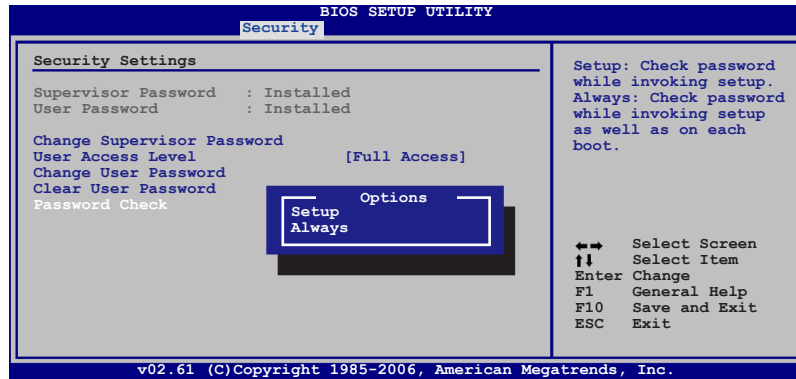 BIOS SETUP UTILITY
Security
Security Settings
Supervisor Password : Installed
User Password : Installed
Change Supervisor Password
User Access Level [Full Access]
Change User Password
Clear User Password
Password Check
Options
Setup
Always
Setup: Check password
while invoking setup.
Always: Check password
while invoking setup
as well as on each
boot.
←→ Select Screen
↑↓ Select Item
Enter Change
F1 General Help
F10 Save and Exit
ESC Exit
v02.61 (C)Copyright 1985-2006, American Megatrends, Inc.